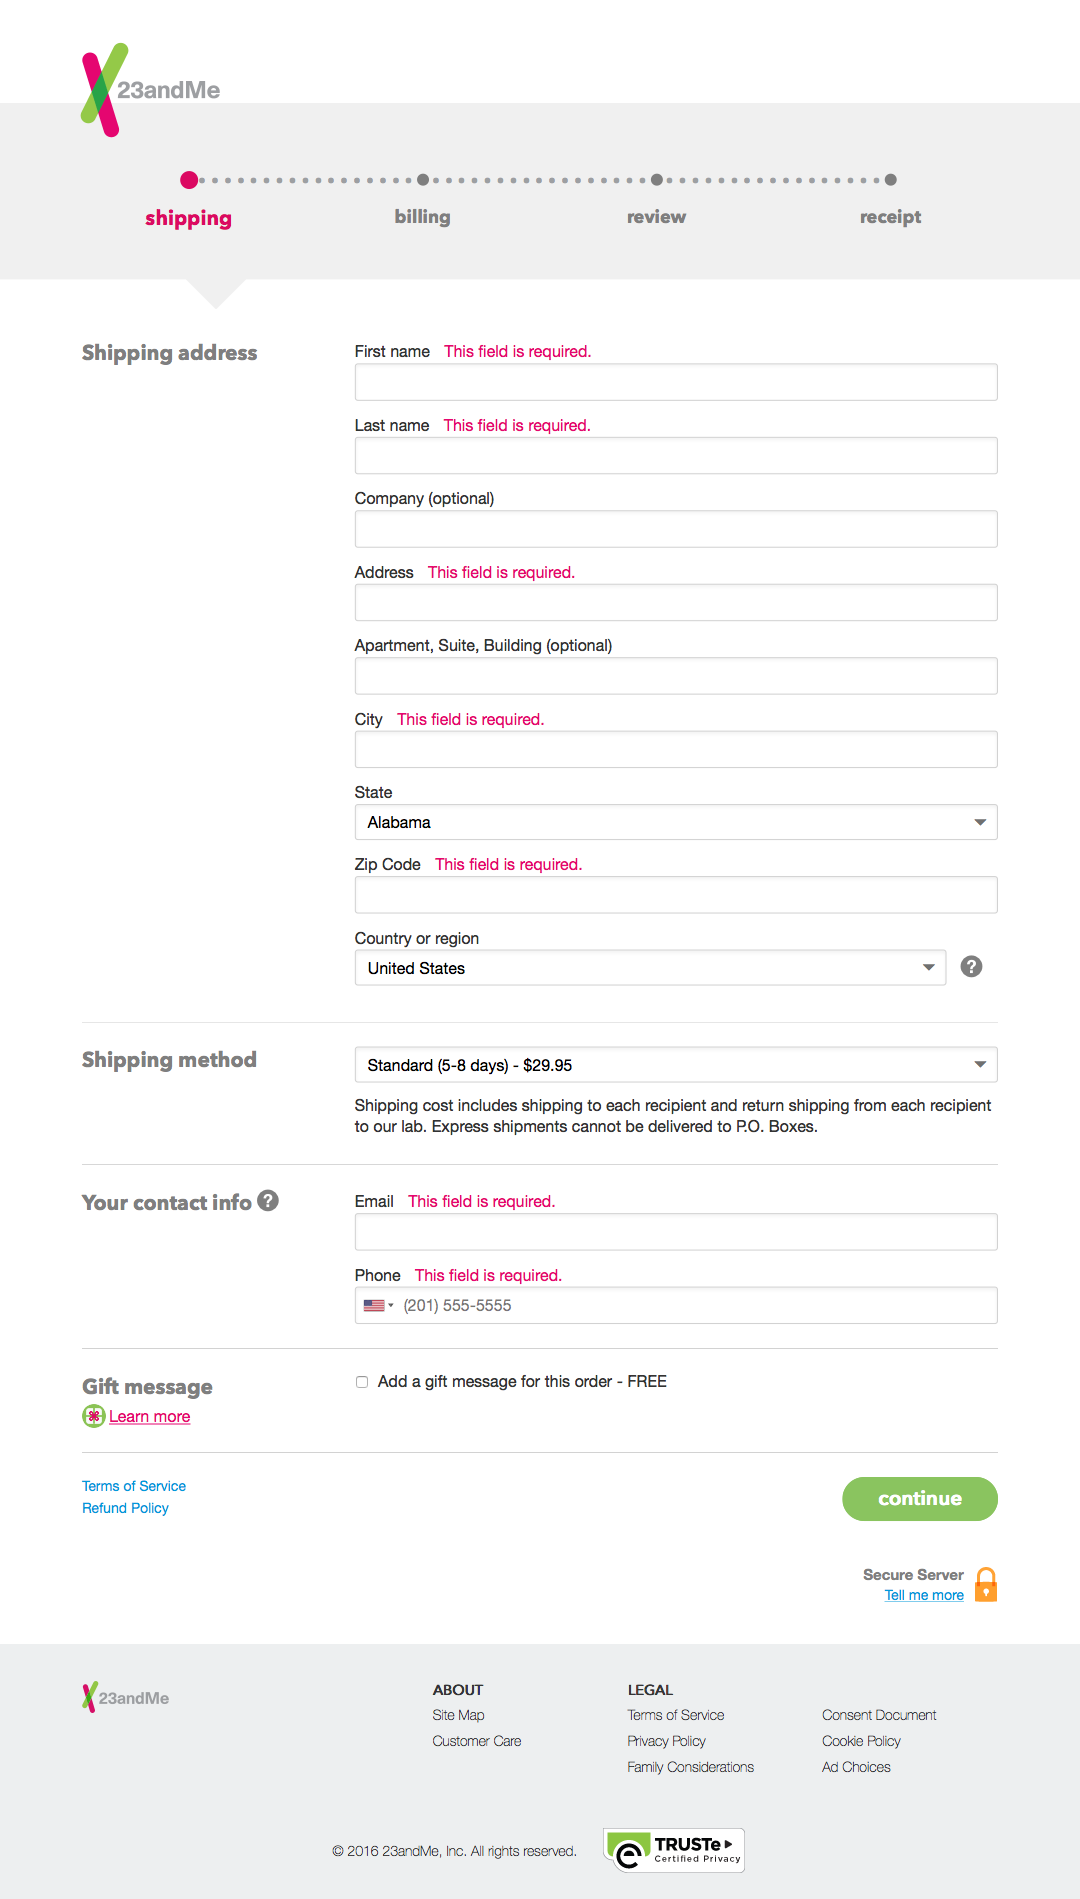 23andMe
shipping
billing
review
receipt
Shipping address
First name This field is required.
Last name This field is required.
Company (optional)
Address This field is required.
Apartment, Suite, Building (optional)
City This field is required.
State
Alabama
Zip Code This field is required.
Country or region
United States
?
Shipping method
Standard (5-8 days) - $29.95
Shipping cost includes shipping to each recipient and return shipping from each recipient
to our lab. Express shipments cannot be delivered to P.O. Boxes.
Your contact info ?
Email This field is required.
Phone This field is required.
(201) 555-5555
Gift message
Add a gift message for this order - FREE
Learn more
Terms of Service
Refund Policy
continue
Secure Server
Tell me more
23andMe
ABOUT
Site Map
Customer Care
LEGAL
Terms of Service
Privacy Policy
Family Considerations
Consent Document
Cookie Policy
Ad Choices
© 2016 23andMe, Inc. All rights reserved.
e
TRUSTe
Certified Privacy